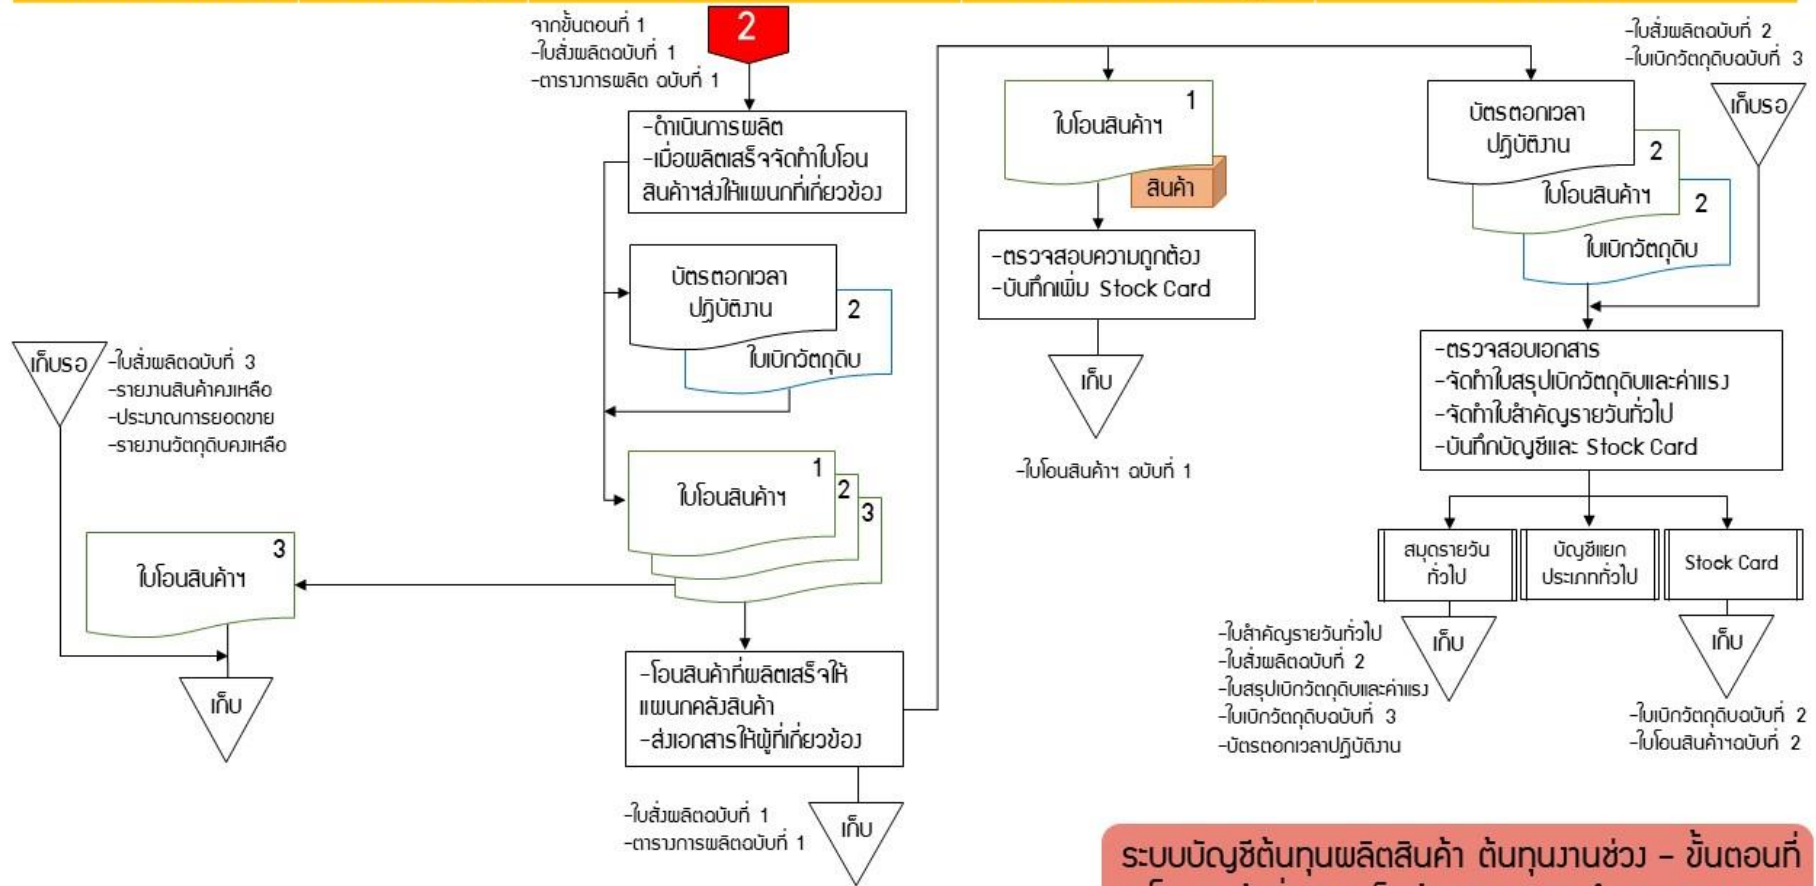 จากขั้นตอนที่ 1
-ใบสั่งผลิตฉบับที่ 1
-ตารางการผลิต ฉบับที่ 1
2
-ดำเนินการผลิต
-เมื่อผลิตเสร็จจัดทำใบโอน
สินค้าฯส่งให้แผนกที่เกี่ยวข้อง
บัตรตอกเวลา
ปฏิบัติงาน
2
ใบเบิกวัตถุดิบ
เก็บรอ
-ใบสั่งผลิตฉบับที่ 3
-รายงานสินค้าคงเหลือ
-ประมาณการยอดขาย
-รายงานวัตถุดิบคงเหลือ
1
2
3
ใบโอนสินค้าฯ
3
ใบโอนสินค้าฯ
เก็บ
-โอนสินค้าที่ผลิตเสร็จให้
แผนกคลังสินค้า
-ส่งเอกสารให้ผู้ที่เกี่ยวข้อง
-ใบสั่งผลิตฉบับที่ 1
-ตารางการผลิตฉบับที่ 1
เก็บ
1
ใบโอนสินค้าฯ
สินค้า
-ตรวจสอบความถูกต้อง
-บันทึกเพิ่ม Stock Card
เก็บ
-ใบโอนสินค้าฯ ฉบับที่ 1
-ใบสั่งผลิตฉบับที่ 2
-ใบเบิกวัตถุดิบฉบับที่ 3
เก็บรอ
บัตรตอกเวลา
ปฏิบัติงาน
2
ใบโอนสินค้าฯ
2
ใบเบิกวัตถุดิบ
-ตรวจสอบเอกสาร
-จัดทำใบสรุปเบิกวัตถุดิบและค่าแรง
-จัดทำใบสำคัญรายวันทั่วไป
-บันทึกบัญชีและ Stock Card
สมุดรายวัน
ทั่วไป
บัญชีแยก
ประเภททั่วไป
Stock Card
-ใบสำคัญรายวันทั่วไป
-ใบสั่งผลิตฉบับที่ 2
-ใบสรุปเบิกวัตถุดิบและค่าแรง
-ใบเบิกวัตถุดิบฉบับที่ 3
-บัตรตอกเวลาปฏิบัติงาน
เก็บ
เก็บ
-ใบเบิกวัตถุดิบฉบับที่ 2
-ใบโอนสินค้าฯฉบับที่ 2
ระบบบัญชีต้นทุนผลิตสินค้า ต้นทุนงานช่วง - ขั้นตอนที่